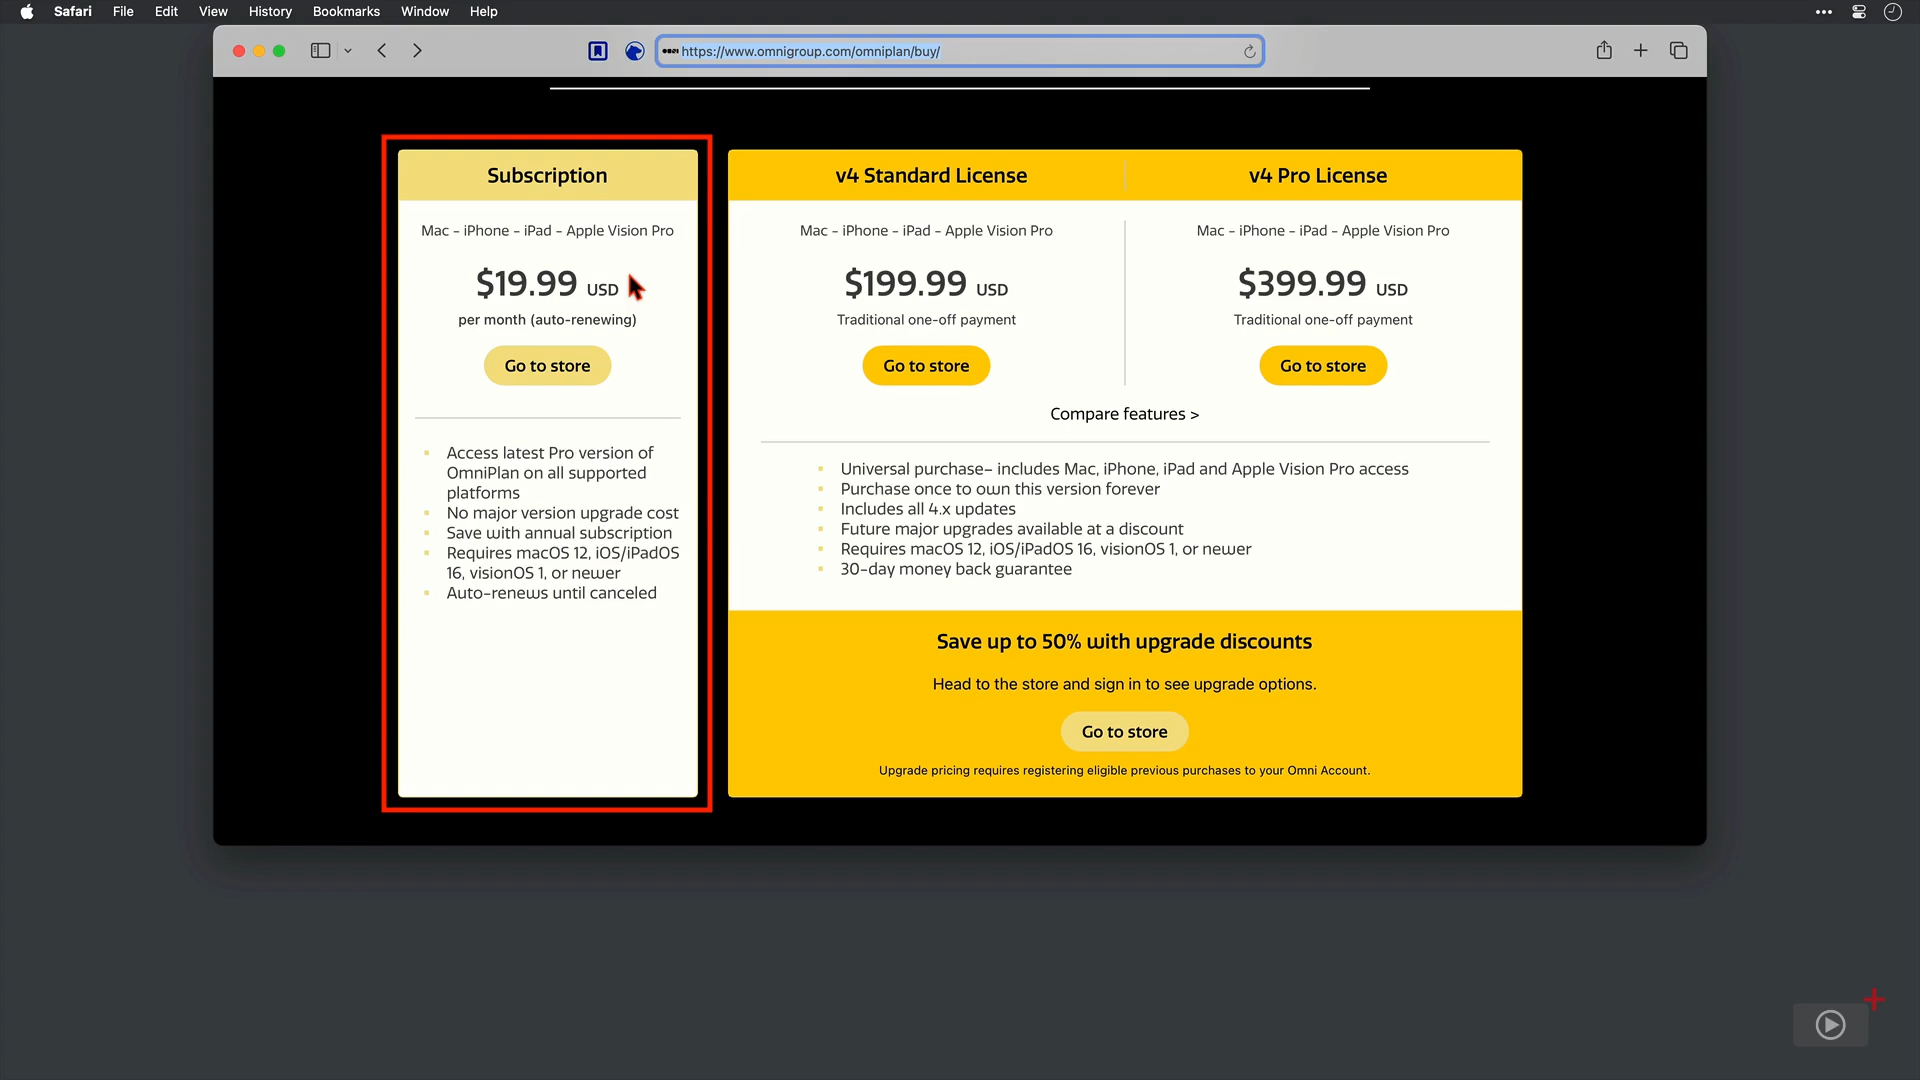 Safari File Edit View History Bookmarks Window Help
https://www.omnigroup.com/omniplan/buy/
Subscription
Mac - iPhone - iPad - Apple Vision Pro
$19.99 USD
per month (auto-renewing)
Go to store
Access latest Pro version of
OmniPlan on all supported
platforms
No major version upgrade cost
Save with annual subscription
Requires macOS 12, iOS/iPadOS
16, visionOS 1, or newer
Auto-renews until canceled
v4 Standard License
Mac - iPhone - iPad - Apple Vision Pro
$199.99 USD
Traditional one-off payment
Go to store
v4 Pro License
Mac - iPhone - iPad - Apple Vision Pro
$399.99 USD
Traditional one-off payment
Go to store
Compare features >
Universal purchase– includes Mac, iPhone, iPad and Apple Vision Pro access
Purchase once to own this version forever
Includes all 4.x updates
Future major upgrades available at a discount
Requires macOS 12, iOS/iPadOS 16, visionOS 1, or newer
30-day money back guarantee
Save up to 50% with upgrade discounts
Head to the store and sign in to see upgrade options.
Go to store
Upgrade pricing requires registering eligible previous purchases to your Omni Account.